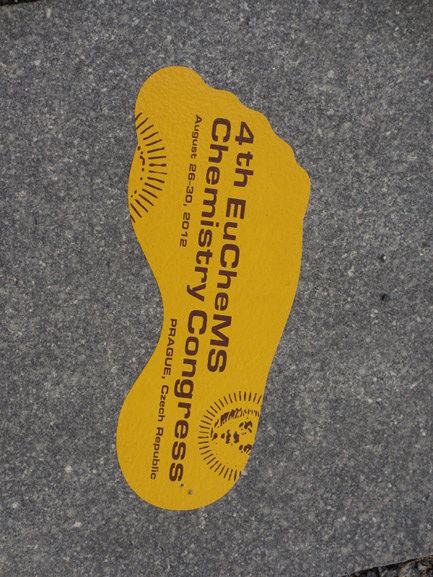 4th EuCheMS
Chemistry Congress
August 26-30, 2012
PRAGUE, Czech Republic